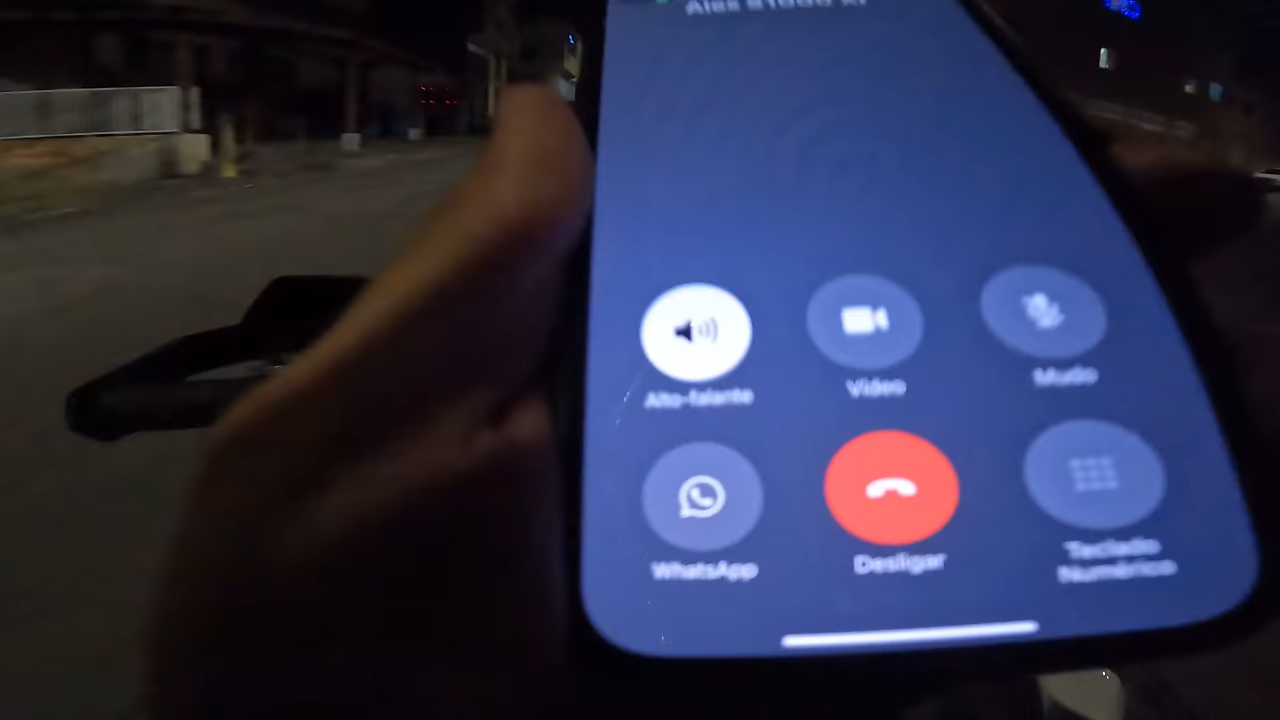 Alto-falante
Vídeo
Mudo
WhatsApp
Desligar
Teclado
Numérico